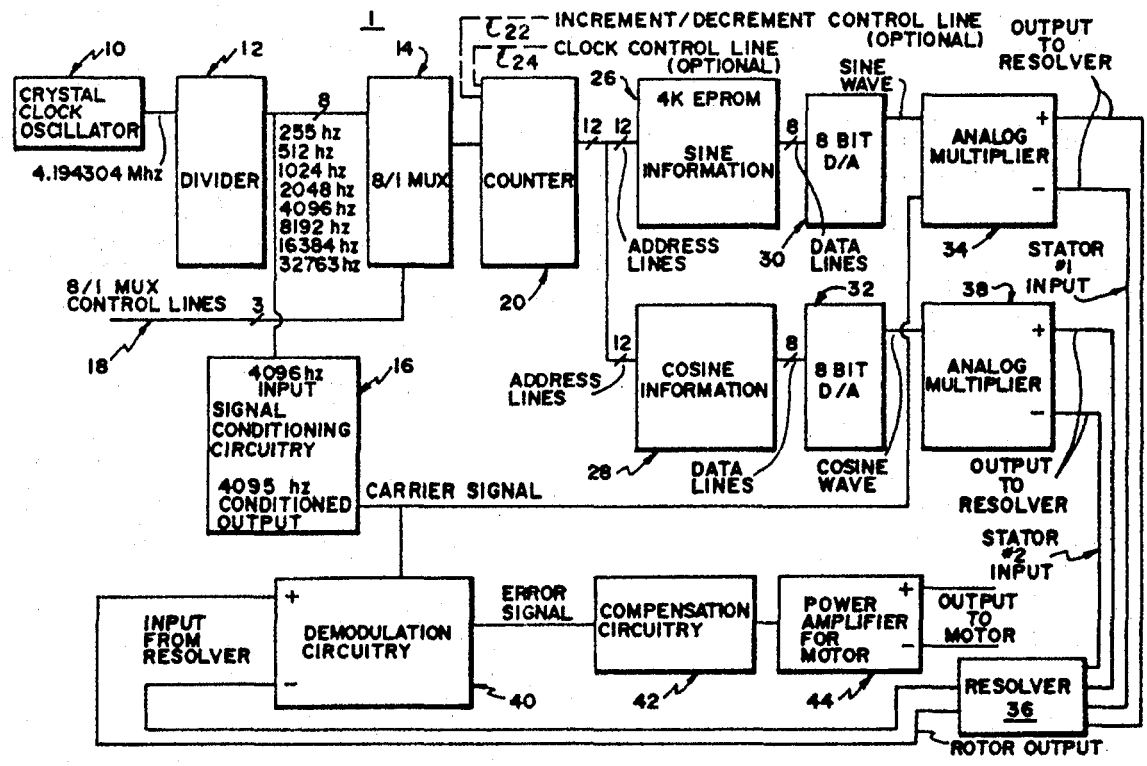 1
INCREMENT/DECREMENT CONTROL LINE
(OPTIONAL)
22
CLOCK CONTROL LINE
(OPTIONAL)
24
OUTPUT
TO
RESOLVER
10
12
14
26
SINE
WAVE
CRYSTAL
CLOCK
OSCILLATOR
4.194304 Mhz
DIVIDER
8
255 hz
512 hz
1024 hz
2048 hz
4096 hz
8192 hz
16384 hz
32763 hz
8/1 MUX
COUNTER
12
12
4K EPROM
SINE
INFORMATION
8
8 BIT
D/A
ANALOG
MULTIPLIER
+
−
ADDRESS
LINES
30
DATA
LINES
34
STATOR
#1
INPUT
8/1 MUX
CONTROL LINES
3
18
20
32
38
12
ADDRESS
LINES
COSINE
INFORMATION
8
8 BIT
D/A
ANALOG
MULTIPLIER
+
−
4096 hz
INPUT
SIGNAL
CONDITIONING
CIRCUITRY
4095 hz
CONDITIONED
OUTPUT
16
28
DATA
LINES
COSINE
WAVE
OUTPUT
TO
RESOLVER
CARRIER SIGNAL
STATOR
#2
INPUT
INPUT
FROM
RESOLVER
+
−
DEMODULATION
CIRCUITRY
40
ERROR
SIGNAL
COMPENSATION
CIRCUITRY
42
POWER
AMPLIFIER
FOR
MOTOR
+
−
44
OUTPUT
TO
MOTOR
RESOLVER
36
ROTOR OUTPUT